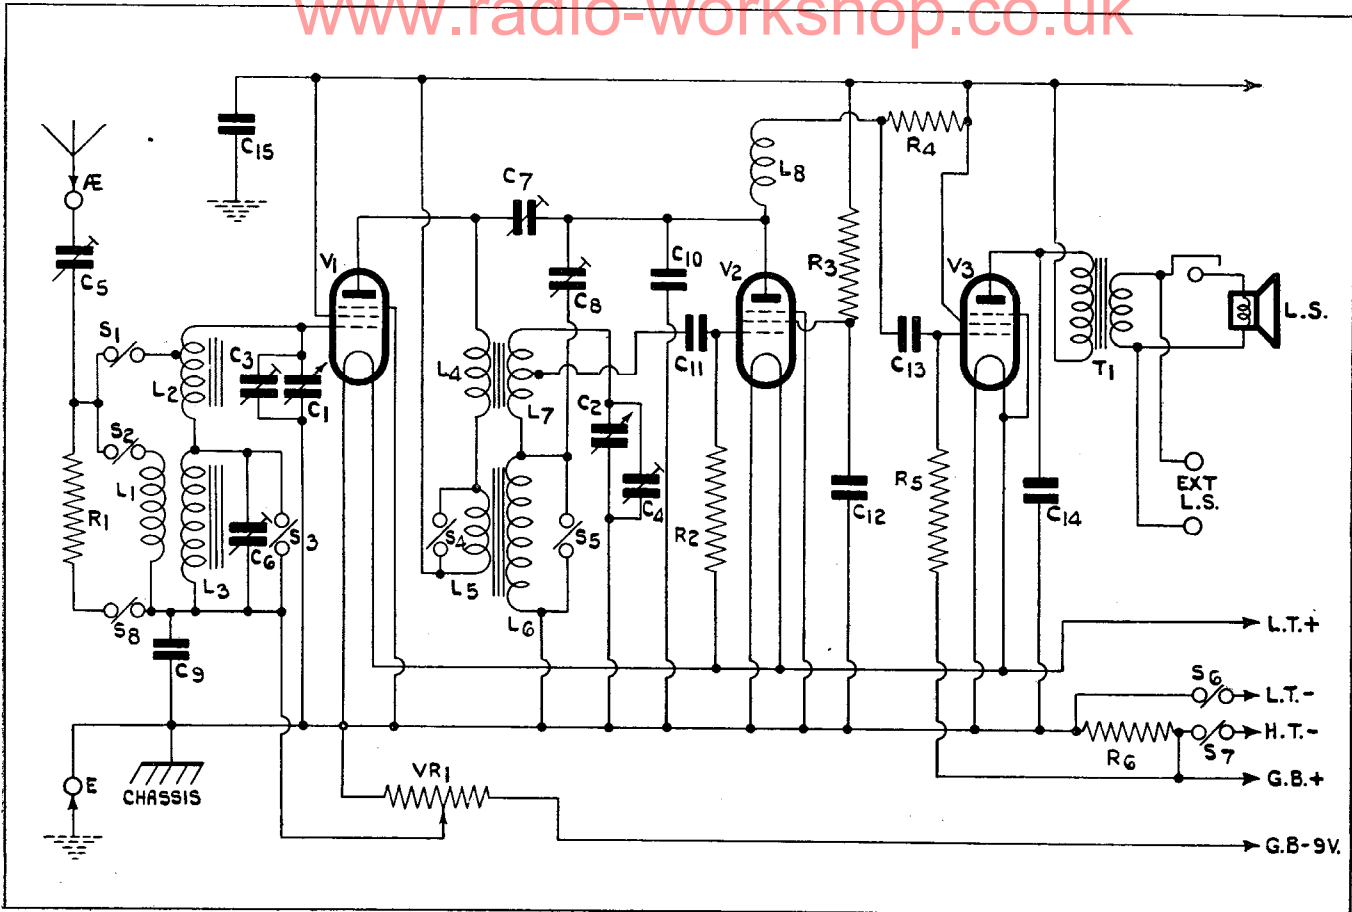 www.radio-workshop.co.uk
C15
Æ
C5
C7
L8
R4
V1
C10
V2
R3
V3
C8
S1
C3
L2
C1
L4
L7
C11
C13
T1
L.S.
S2
C2
L1
R1
C6
S3
S4
S5
C4
R2
C12
R5
C14
EXT
L.S.
L3
L5
L6
S8
C9
L.T.+
S6
L.T.-
H.T.-
S7
R6
G.B.+
E
CHASSIS
VR1
G.B-9V.